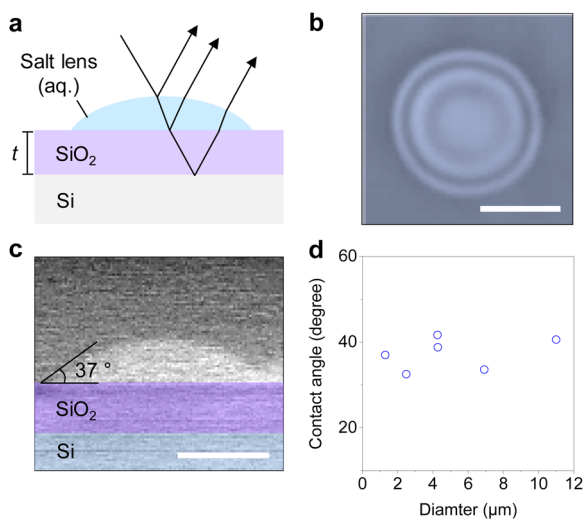 a
Salt lens
(aq.)
t
SiO₂
Si
b
c
37 °
SiO₂
Si
d
Contact angle (degree)
60
40
20
0 2 4 6 8 10 12
Diamter (μm)